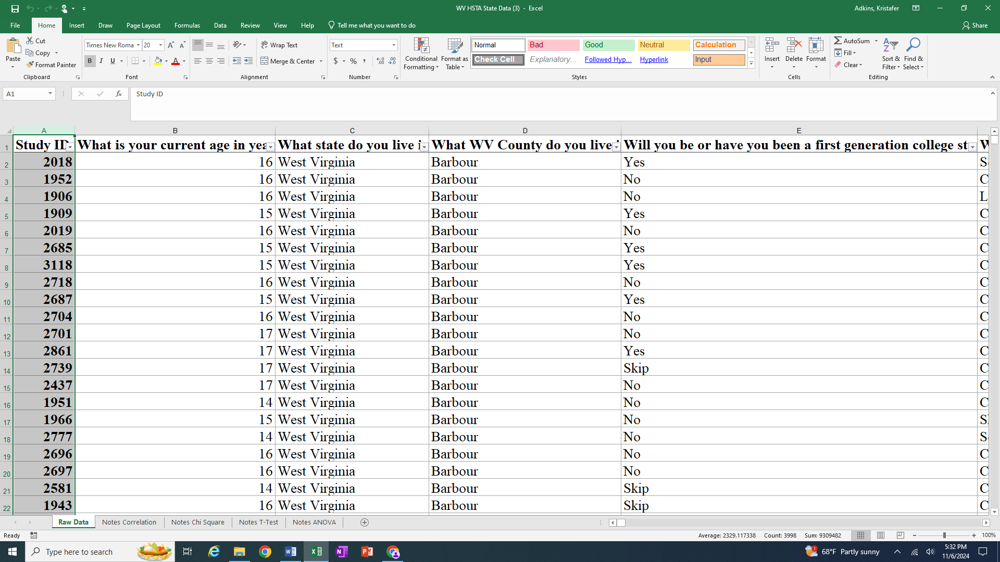 WV HSTA State Data (3) - Excel
Adkins, Kristafer
File Home Insert Draw Page Layout Formulas Data Review View Help Tell me what you want to do Share
Paste
Cut
Copy
Format Painter
Clipboard
Times New Roma 20
B I U
Font
Wrap Text
Merge & Center
Alignment
Text
$ % ,
Number
Conditional Formatting
Format as Table
Normal Bad Good Neutral Calculation
Check Cell Explanatory... Followed Hyp... Hyperlink Input
Styles
Insert Delete Format
Cells
AutoSum
Fill
Clear
Sort & Filter
Find & Select
Editing
A1 fx Study ID
A B C D E
1 Study ID What is your current age in yea What state do you live i What WV County do you live i Will you be or have you been a first generation college st W
2 2018 16 West Virginia Barbour Yes S
3 1952 16 West Virginia Barbour No C
4 1906 16 West Virginia Barbour No L
5 1909 15 West Virginia Barbour Yes C
6 2019 16 West Virginia Barbour No C
7 2685 15 West Virginia Barbour Yes C
8 3118 15 West Virginia Barbour Yes C
9 2718 16 West Virginia Barbour No C
10 2687 15 West Virginia Barbour Yes C
11 2704 16 West Virginia Barbour No C
12 2701 17 West Virginia Barbour No C
13 2861 17 West Virginia Barbour Yes C
14 2739 17 West Virginia Barbour Skip C
15 2437 17 West Virginia Barbour No C
16 1951 14 West Virginia Barbour No C
17 1966 15 West Virginia Barbour No S
18 2777 14 West Virginia Barbour No S
19 2696 16 West Virginia Barbour No C
20 2697 16 West Virginia Barbour No C
21 2581 14 West Virginia Barbour Skip C
22 1943 16 West Virginia Barbour Skip C
Raw Data Notes Correlation Notes Chi Square Notes T-Test Notes ANOVA
Ready Average: 2329.117338 Count: 3998 Sum: 9309482 100%
Type here to search
68°F Partly sunny
5:32 PM
11/6/2024